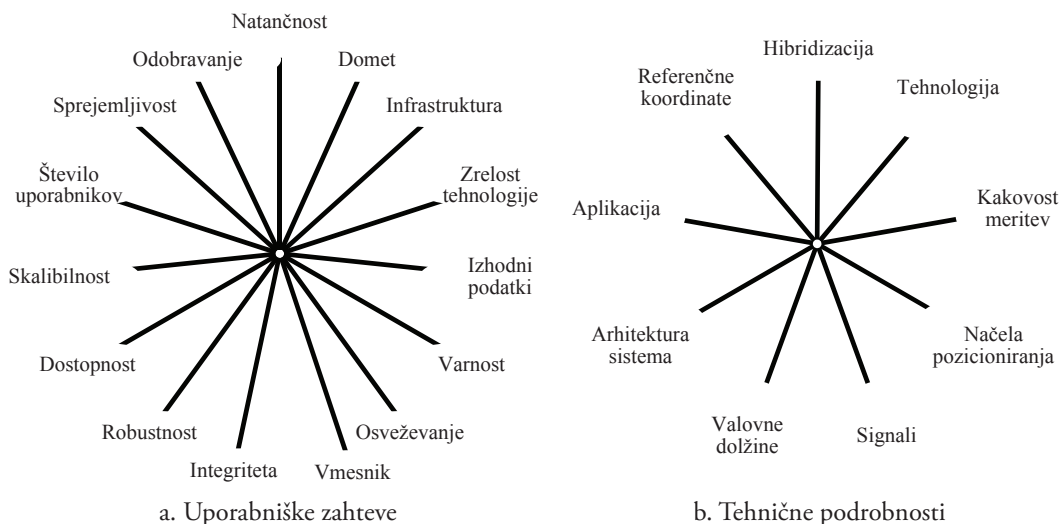 Natančnost
Odobravanje
Domet
Sprejemljivost
Infrastruktura
Število
uporabnikov
Zrelost
tehnologije
Skalibilnost
Izhodni
podatki
Dostopnost
Varnost
Robustnost
Osveževanje
Integriteta
Vmesnik
a. Uporabniške zahteve
Hibridizacija
Referenčne
koordinate
Tehnologija
Aplikacija
Kakovost
meritev
Arhitektura
sistema
Načela
pozicioniranja
Valovne
dolžine
Signali
b. Tehnične podrobnosti